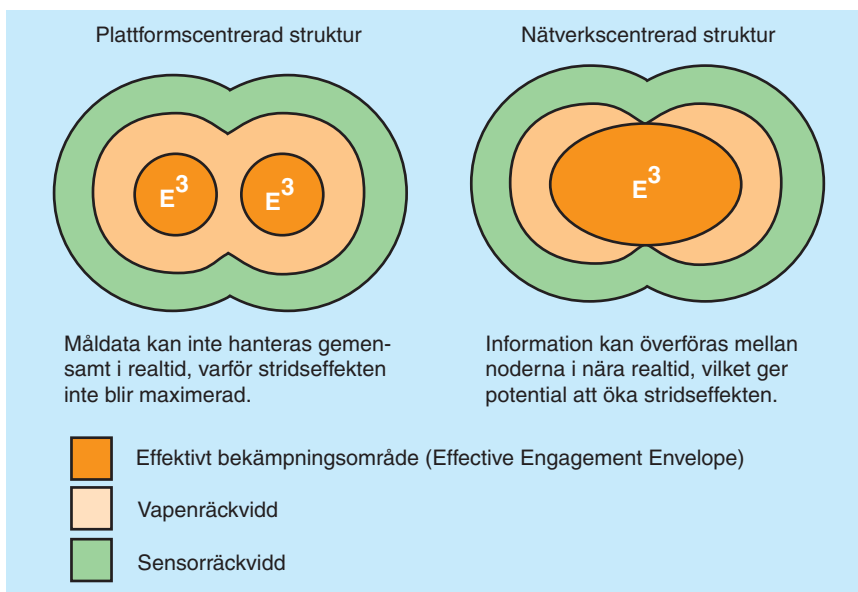 Plattformscentrerad struktur
E³ E³
Måldata kan inte hanteras gemen-
samt i realtid, varför stridseffekten
inte blir maximerad.
Nätverkscentrerad struktur
E³
Information kan överföras mellan
noderna i nära realtid, vilket ger
potential att öka stridseffekten.
Effektivt bekämpningsområde (Effective Engagement Envelope)
Vapenräckvidd
Sensorräckvidd